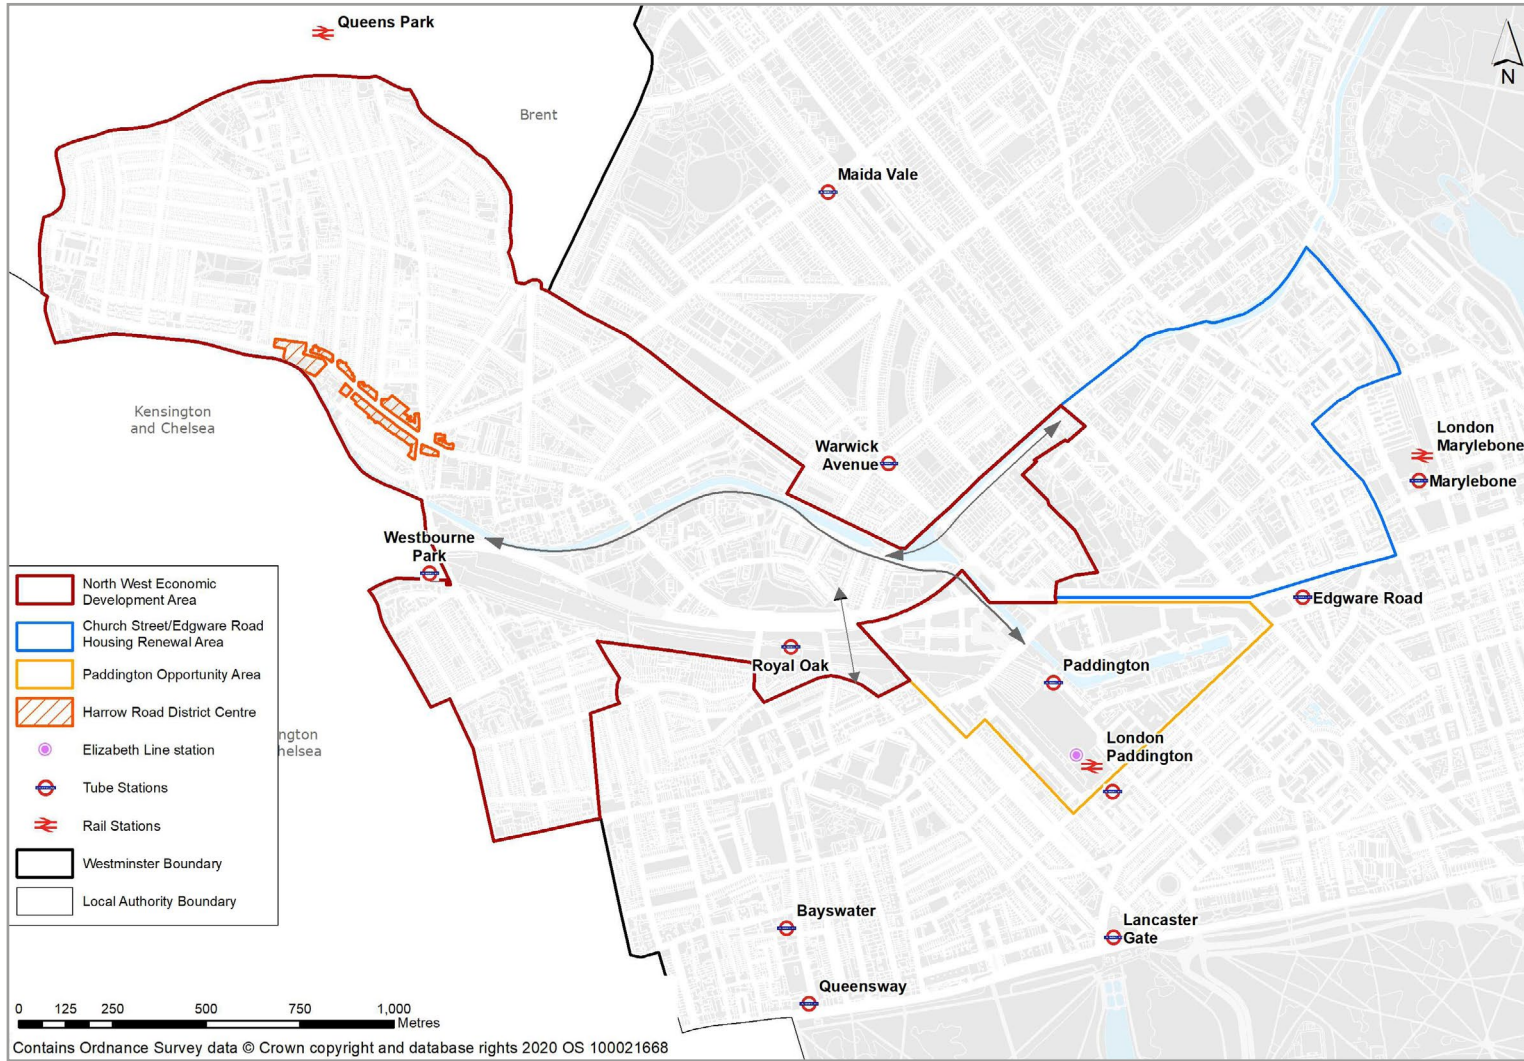 Queens Park
Brent
N
Maida Vale
Kensington
and Chelsea
Warwick
Avenue
London
Marylebone
Marylebone
Westbourne
Park
Edgware Road
Royal Oak
Paddington
London
Paddington
North West Economic
Development Area
Church Street/Edgware Road
Housing Renewal Area
Paddington Opportunity Area
Harrow Road District Centre
ngton
helsea
Elizabeth Line station
Tube Stations
Rail Stations
Westminster Boundary
Local Authority Boundary
Bayswater
Lancaster
Gate
Queensway
0 125 250 500 750 1,000
Metres
Contains Ordnance Survey data © Crown copyright and database rights 2020 OS 100021668